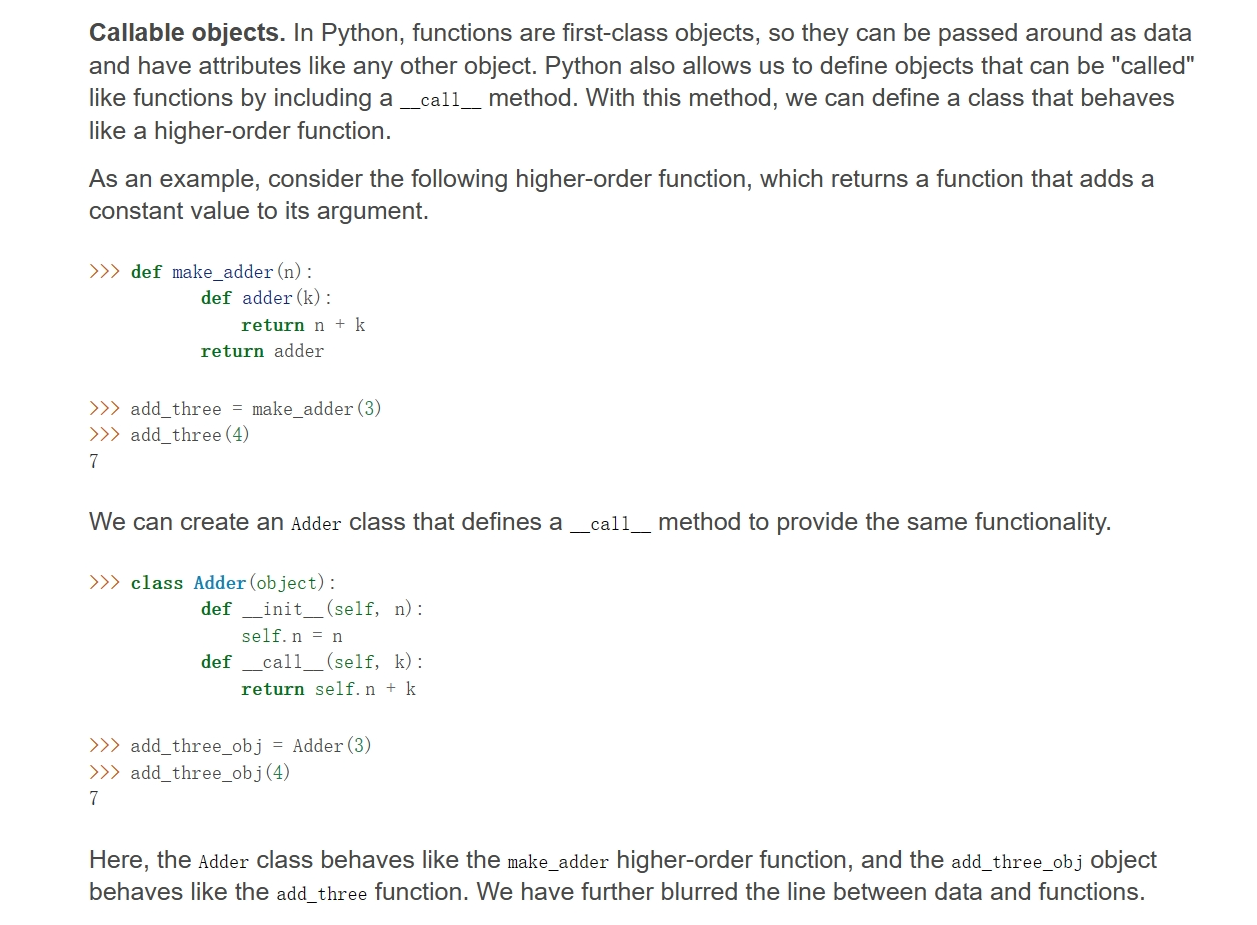 Callable objects. In Python, functions are first-class objects, so they can be passed around as data
and have attributes like any other object. Python also allows us to define objects that can be "called"
like functions by including a __call__ method. With this method, we can define a class that behaves
like a higher-order function.
As an example, consider the following higher-order function, which returns a function that adds a
constant value to its argument.
>>> def make_adder(n):
def adder(k):
return n + k
return adder
>>> add_three = make_adder(3)
>>> add_three(4)
7
We can create an Adder class that defines a __call__ method to provide the same functionality.
>>> class Adder(object):
def __init__(self, n):
self.n = n
def __call__(self, k):
return self.n + k
>>> add_three_obj = Adder(3)
>>> add_three_obj(4)
7
Here, the Adder class behaves like the make_adder higher-order function, and the add_three_obj object
behaves like the add_three function. We have further blurred the line between data and functions.